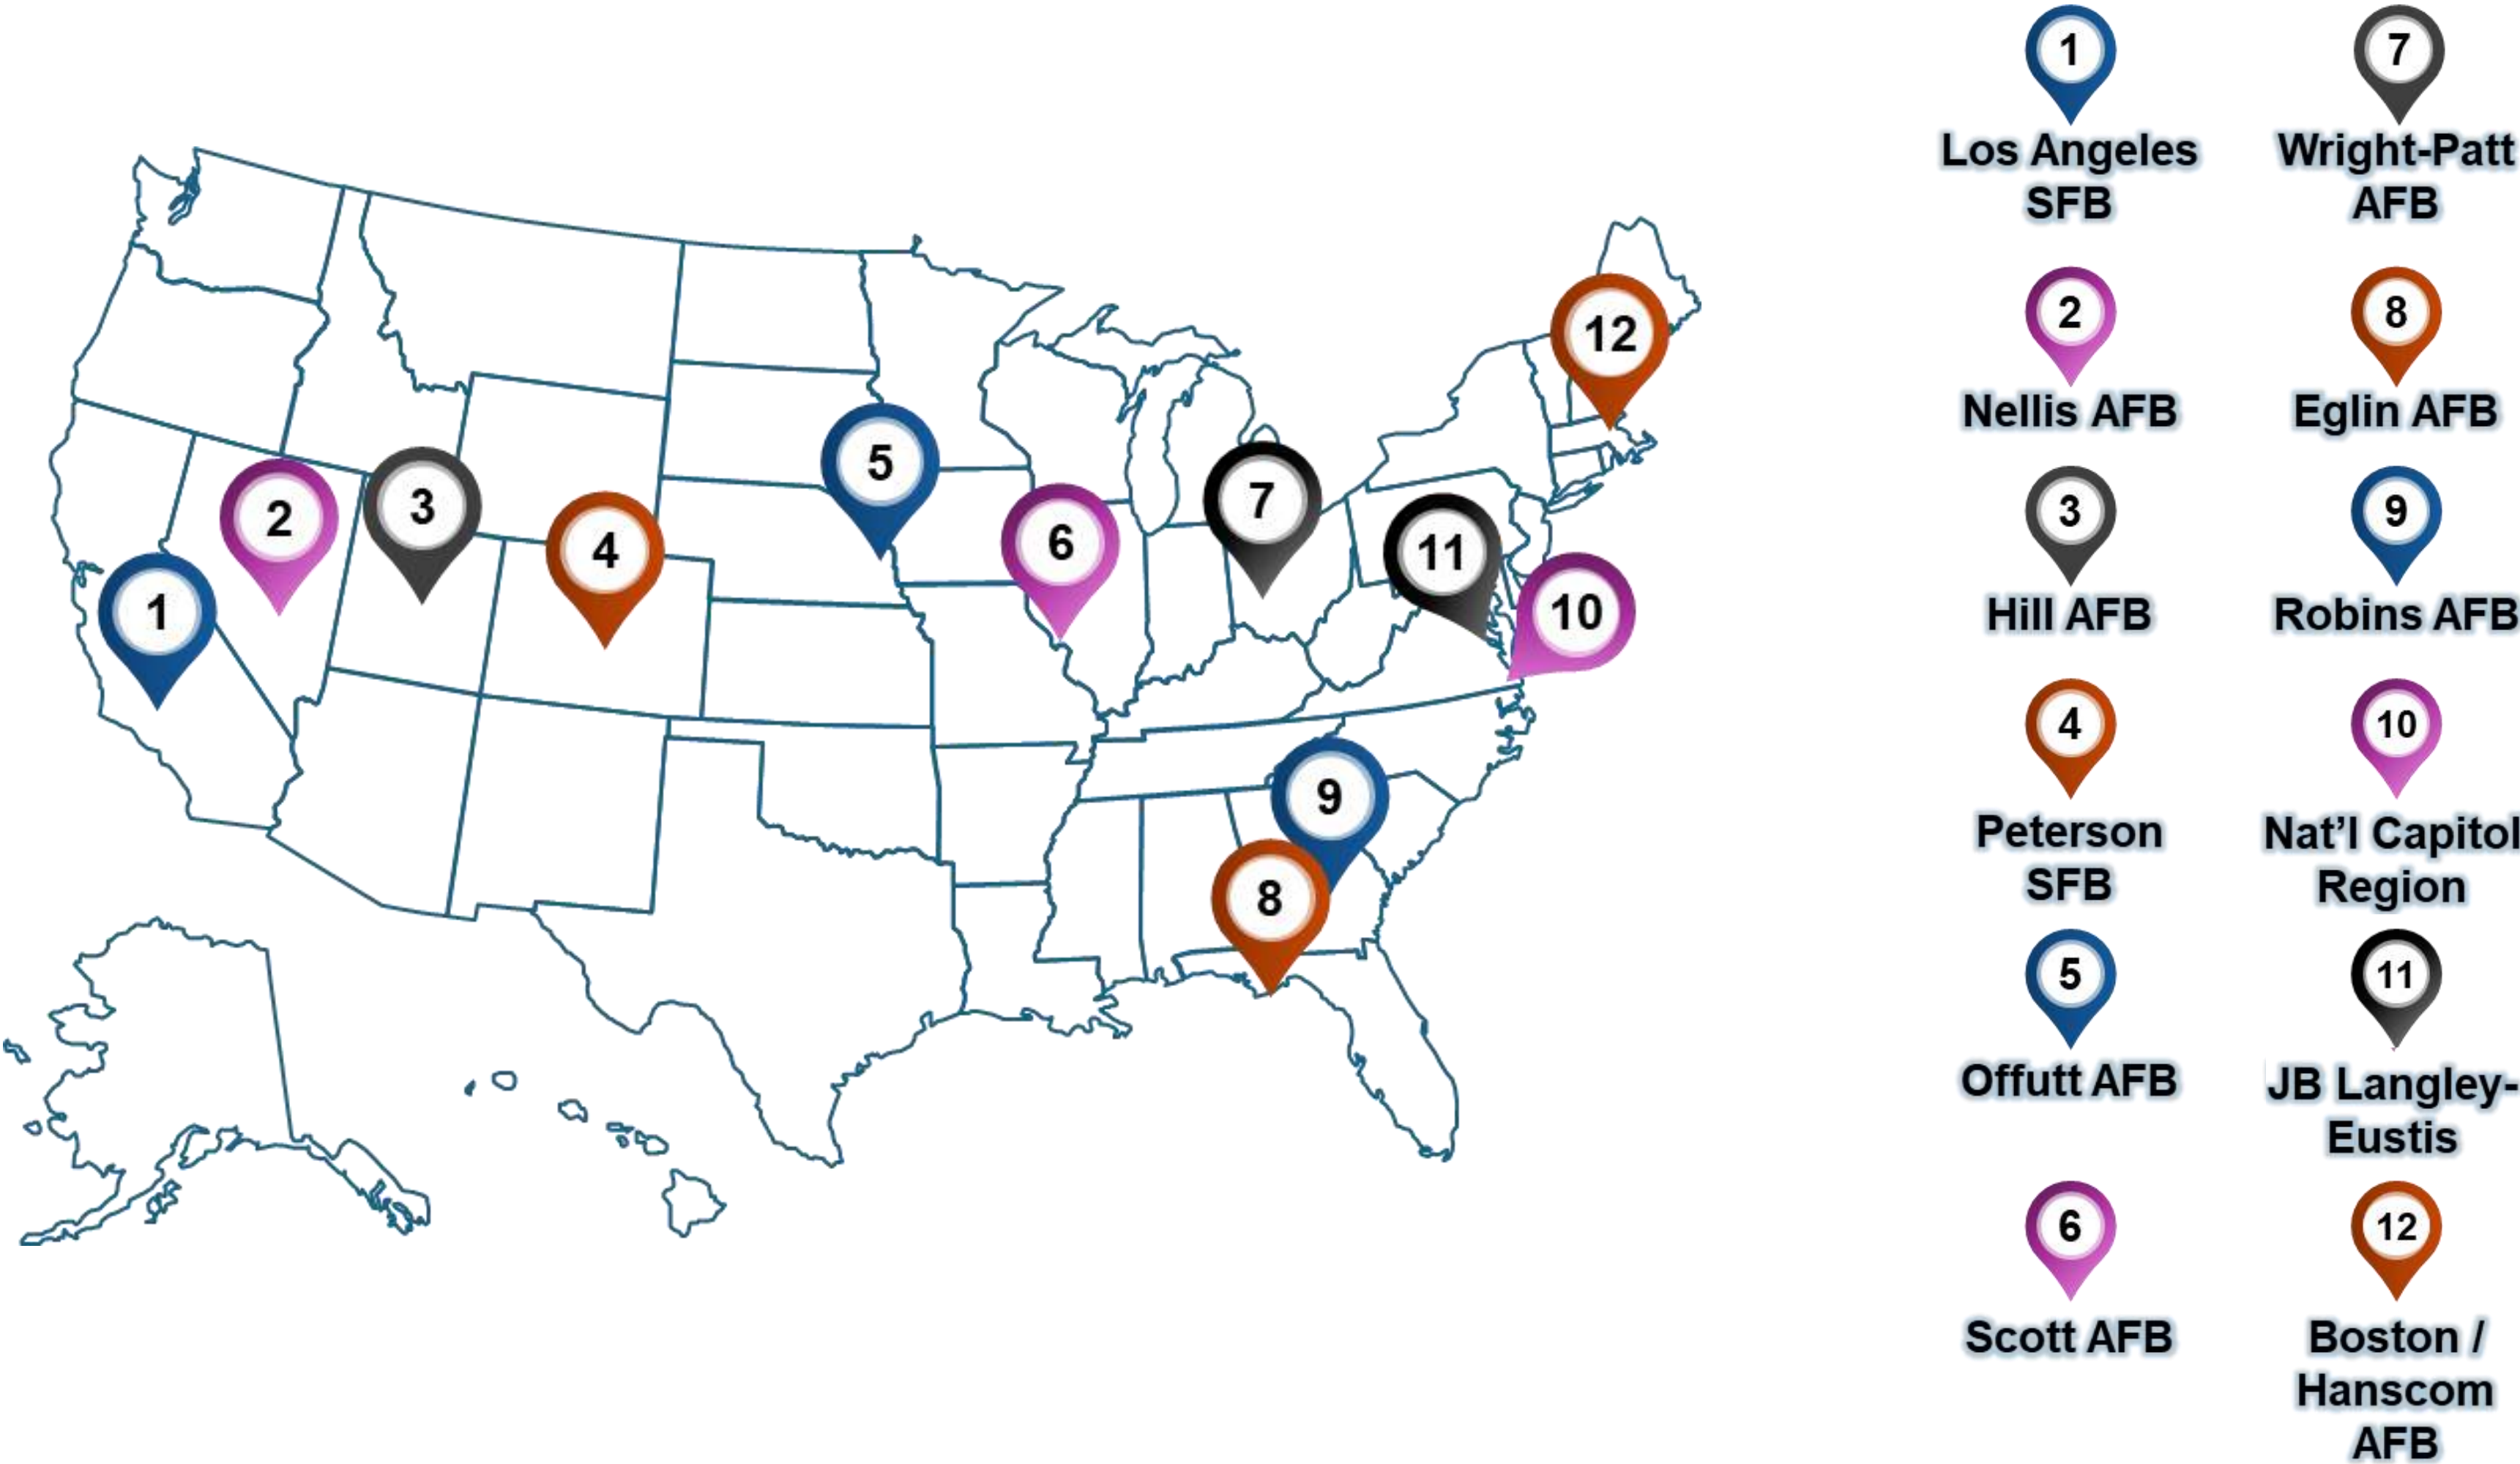 12
5
7
3
6
2
4
11
1
10
9
8
1
Los Angeles
SFB
2
Nellis AFB
3
Hill AFB
4
Peterson
SFB
5
Offutt AFB
6
Scott AFB
7
Wright-Patt
AFB
8
Eglin AFB
9
Robins AFB
10
Nat'l Capitol
Region
11
JB Langley-
Eustis
12
Boston /
Hanscom
AFB